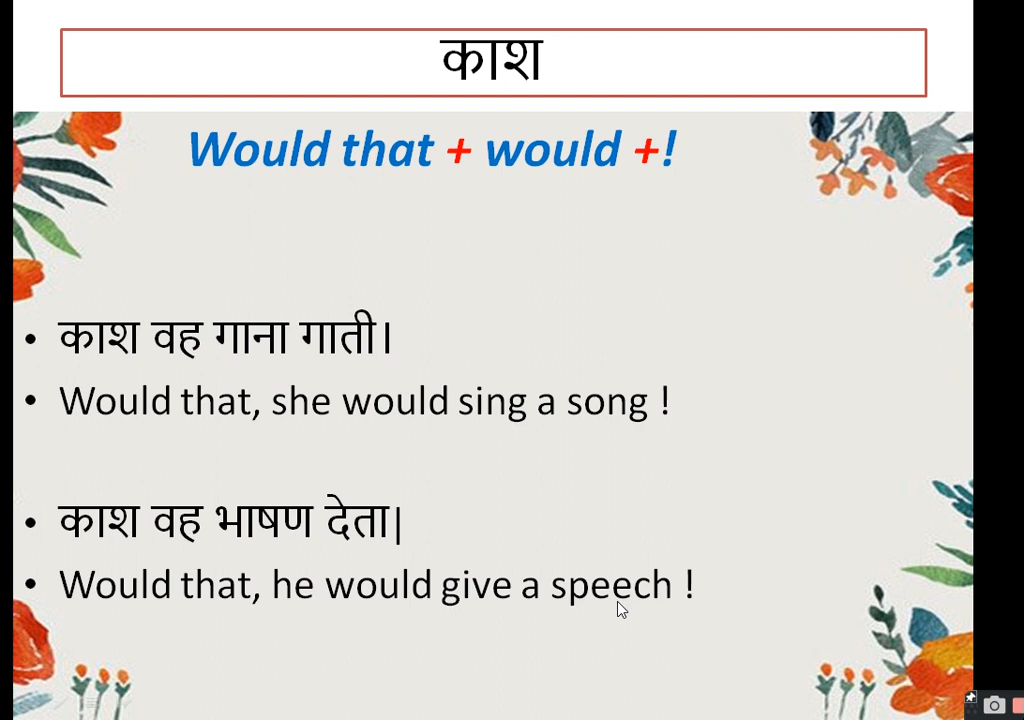 काश
Would that + would +!
• काश वह गाना गाती।
• Would that, she would sing a song !
• काश वह भाषण देता|
• Would that, he would give a speech !